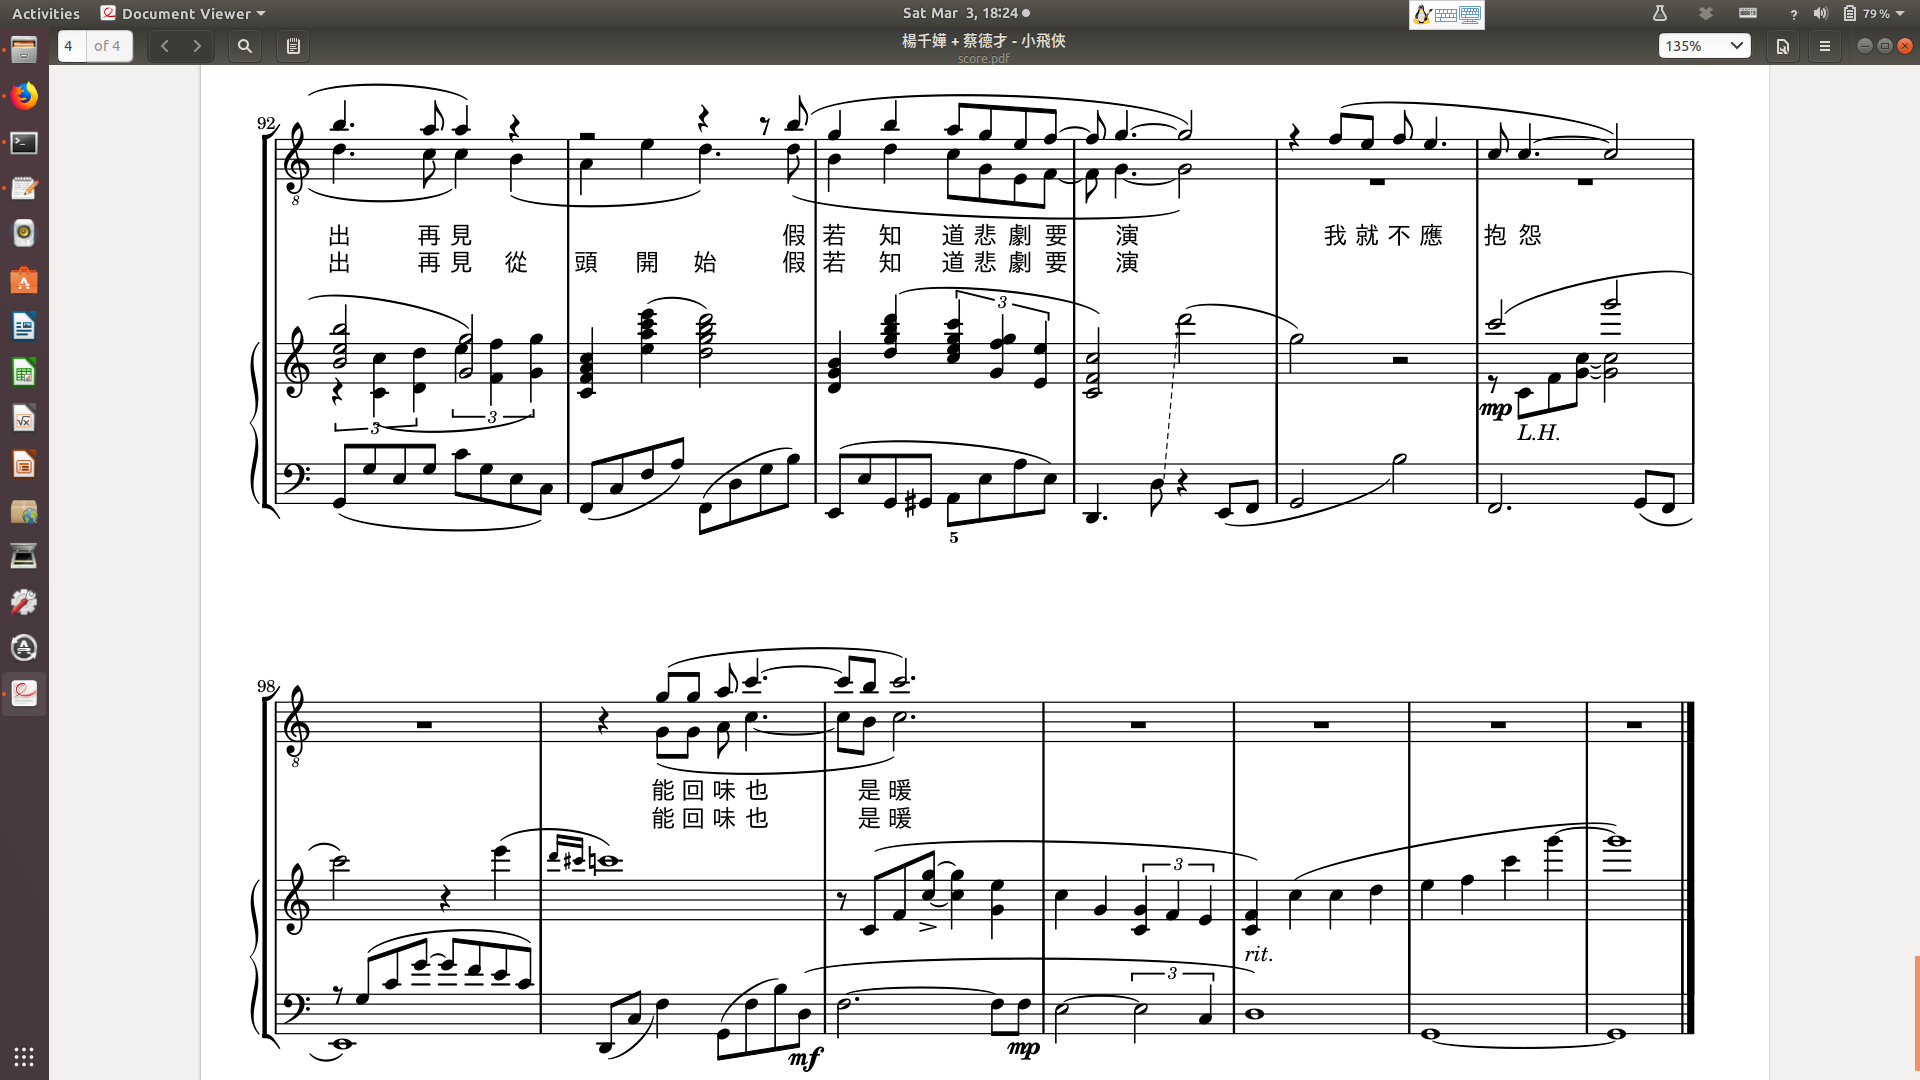 Activities Document Viewer Sat Mar 3, 18:24 ? 79%
4 of 4 楊千嬅 + 蔡德才 - 小飛俠 135%
score.pdf
92
8
出 再 見 假 若 知 道 悲 劇 要 演 我 就 不 應 抱 怨
出 再 見 從 頭 開 始 假 若 知 道 悲 劇 要 演
3
3 3
mp
L.H.
5
98
8
能 回 味 也 是 暖
能 回 味 也 是 暖
3
rit.
3
mf mp